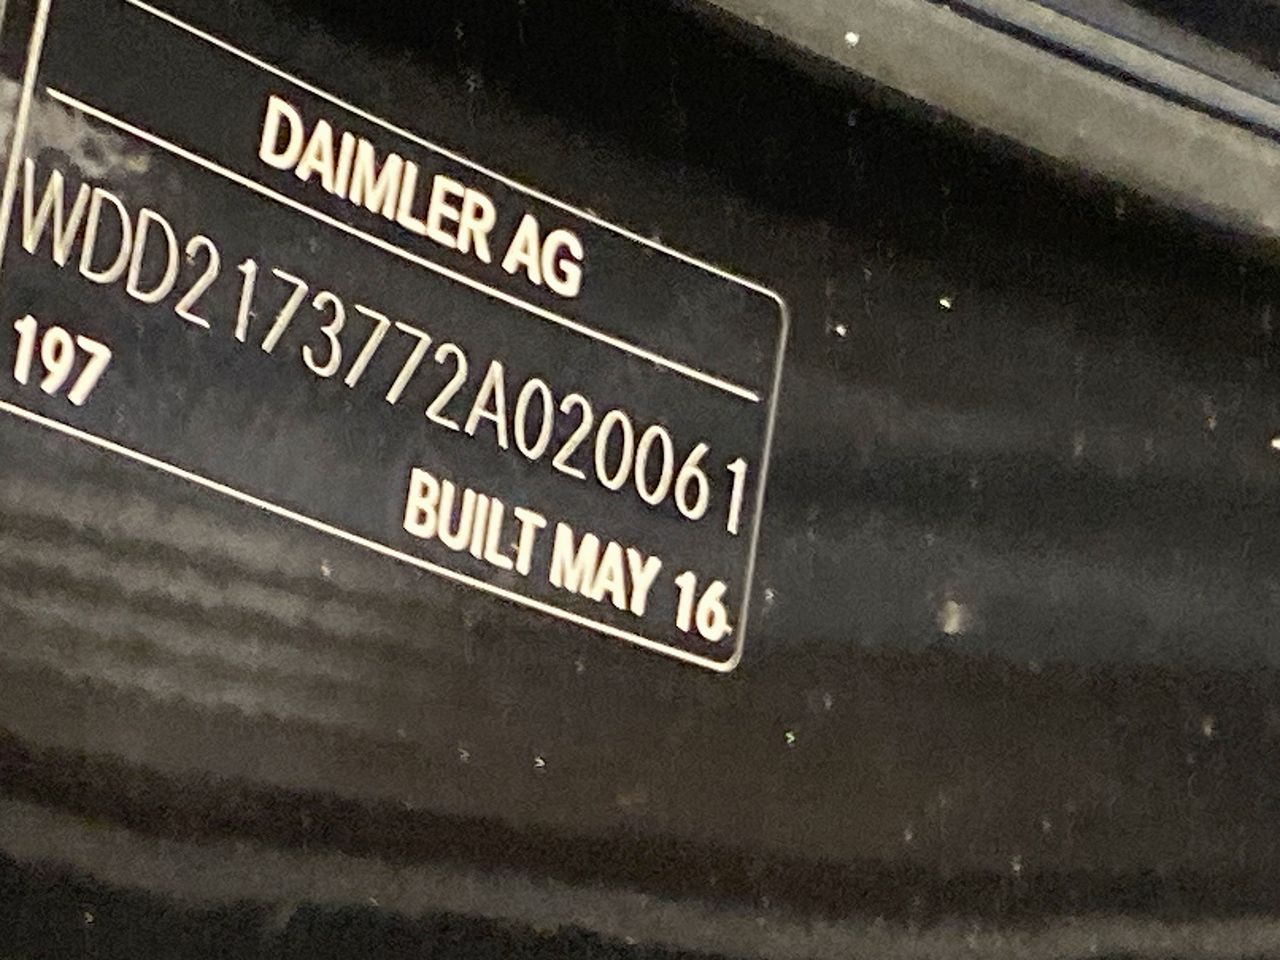 DAIMLER AG
WDD2173772A020061
197
BUILT MAY 16